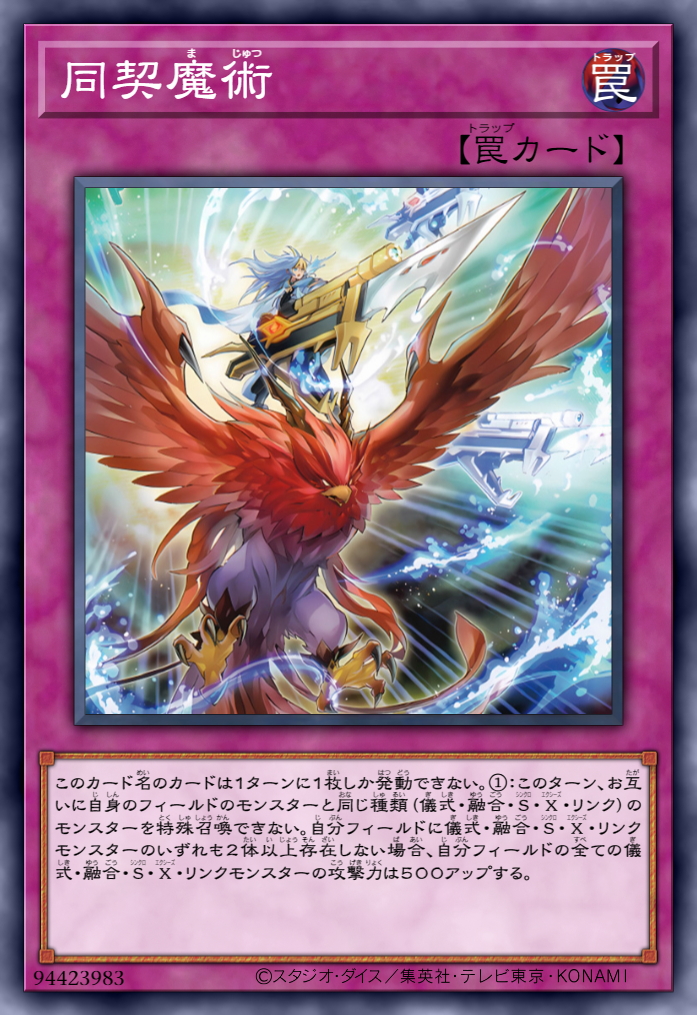 同契魔術
罠
【罠カード】
このカード名のカードは1ターンに1枚しか発動できない。①:このターン、お互
いに自身のフィールドのモンスターと同じ種類(儀式・融合・S・X・リンク)の
モンスターを特殊召喚できない。自分フィールドに儀式・融合・S・X・リンク
モンスターのいずれも2体以上存在しない場合、自分フィールドの全ての儀
式・融合・S・X・リンクモンスターの攻撃力は500アップする。
94423983 ©スタジオ・ダイス/集英社・テレビ東京・KONAMI